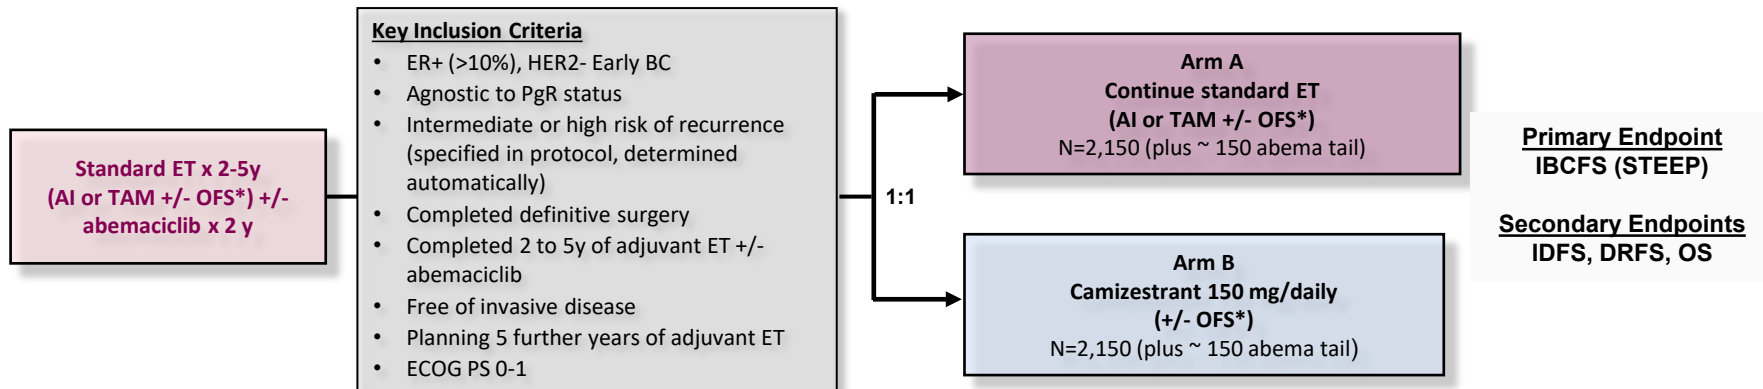 Standard ET x 2-5y
(AI or TAM +/- OFS*) +/-
abemaciclib x 2 y
Key Inclusion Criteria
• ER+ (>10%), HER2- Early BC
• Agnostic to PgR status
• Intermediate or high risk of recurrence
(specified in protocol, determined
automatically)
• Completed definitive surgery
• Completed 2 to 5y of adjuvant ET +/-
abemaciclib
• Free of invasive disease
• Planning 5 further years of adjuvant ET
• ECOG PS 0-1
1:1
Arm A
Continue standard ET
(AI or TAM +/- OFS*)
N=2,150 (plus ~ 150 abema tail)
Arm B
Camizestrant 150 mg/daily
(+/- OFS*)
N=2,150 (plus ~ 150 abema tail)
Primary Endpoint
IBCFS (STEEP)
Secondary Endpoints
IDFS, DRFS, OS